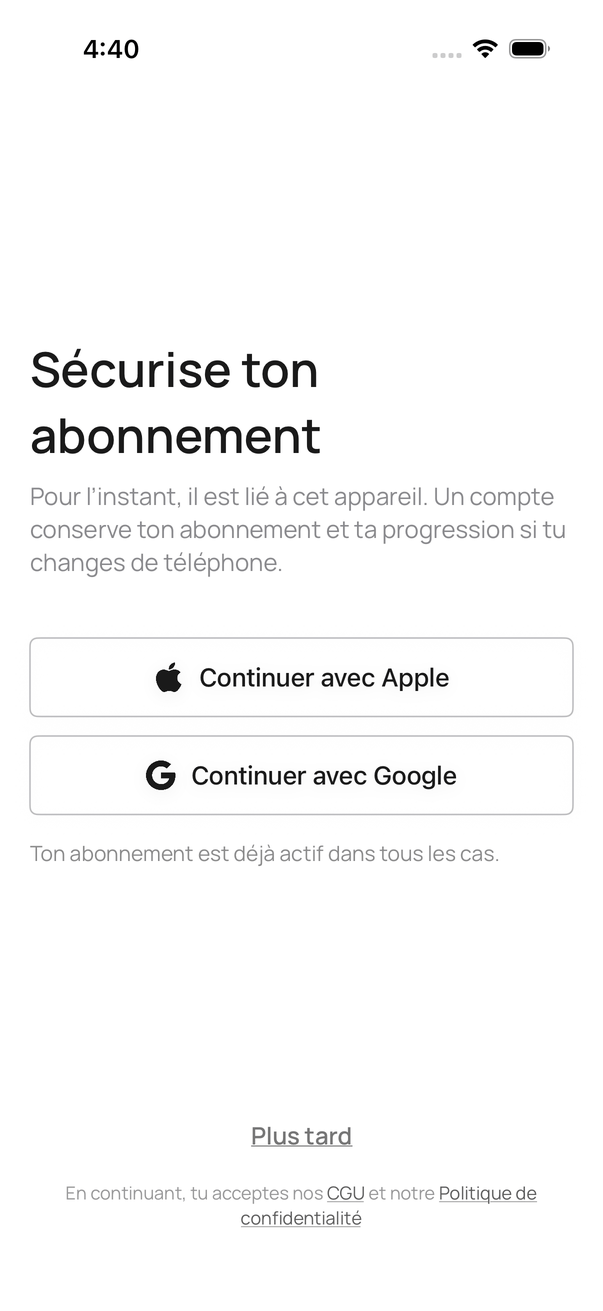 4:40
Sécurise ton
abonnement
Pour l’instant, il est lié à cet appareil. Un compte
conserve ton abonnement et ta progression si tu
changes de téléphone.
Continuer avec Apple
Continuer avec Google
Ton abonnement est déjà actif dans tous les cas.
Plus tard
En continuant, tu acceptes nos CGU et notre Politique de
confidentialité